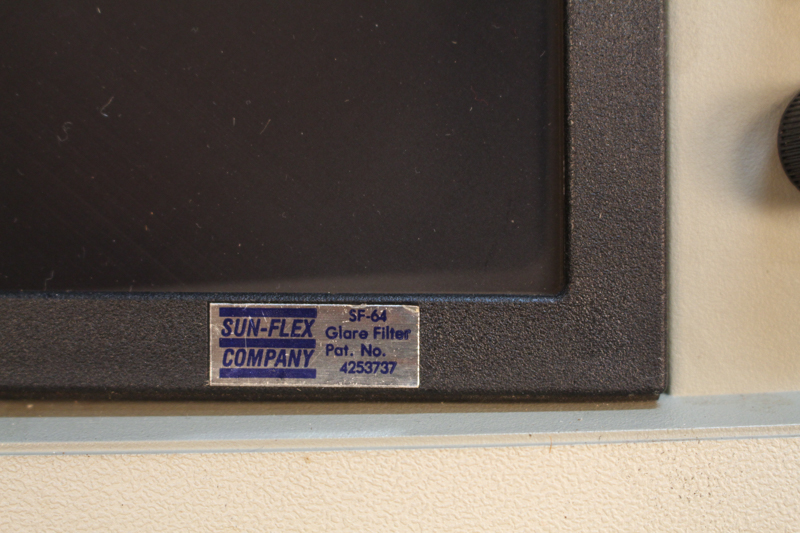 SUN-FLEX
COMPANY
SF-64
Glare Filter
Pat. No.
4253737